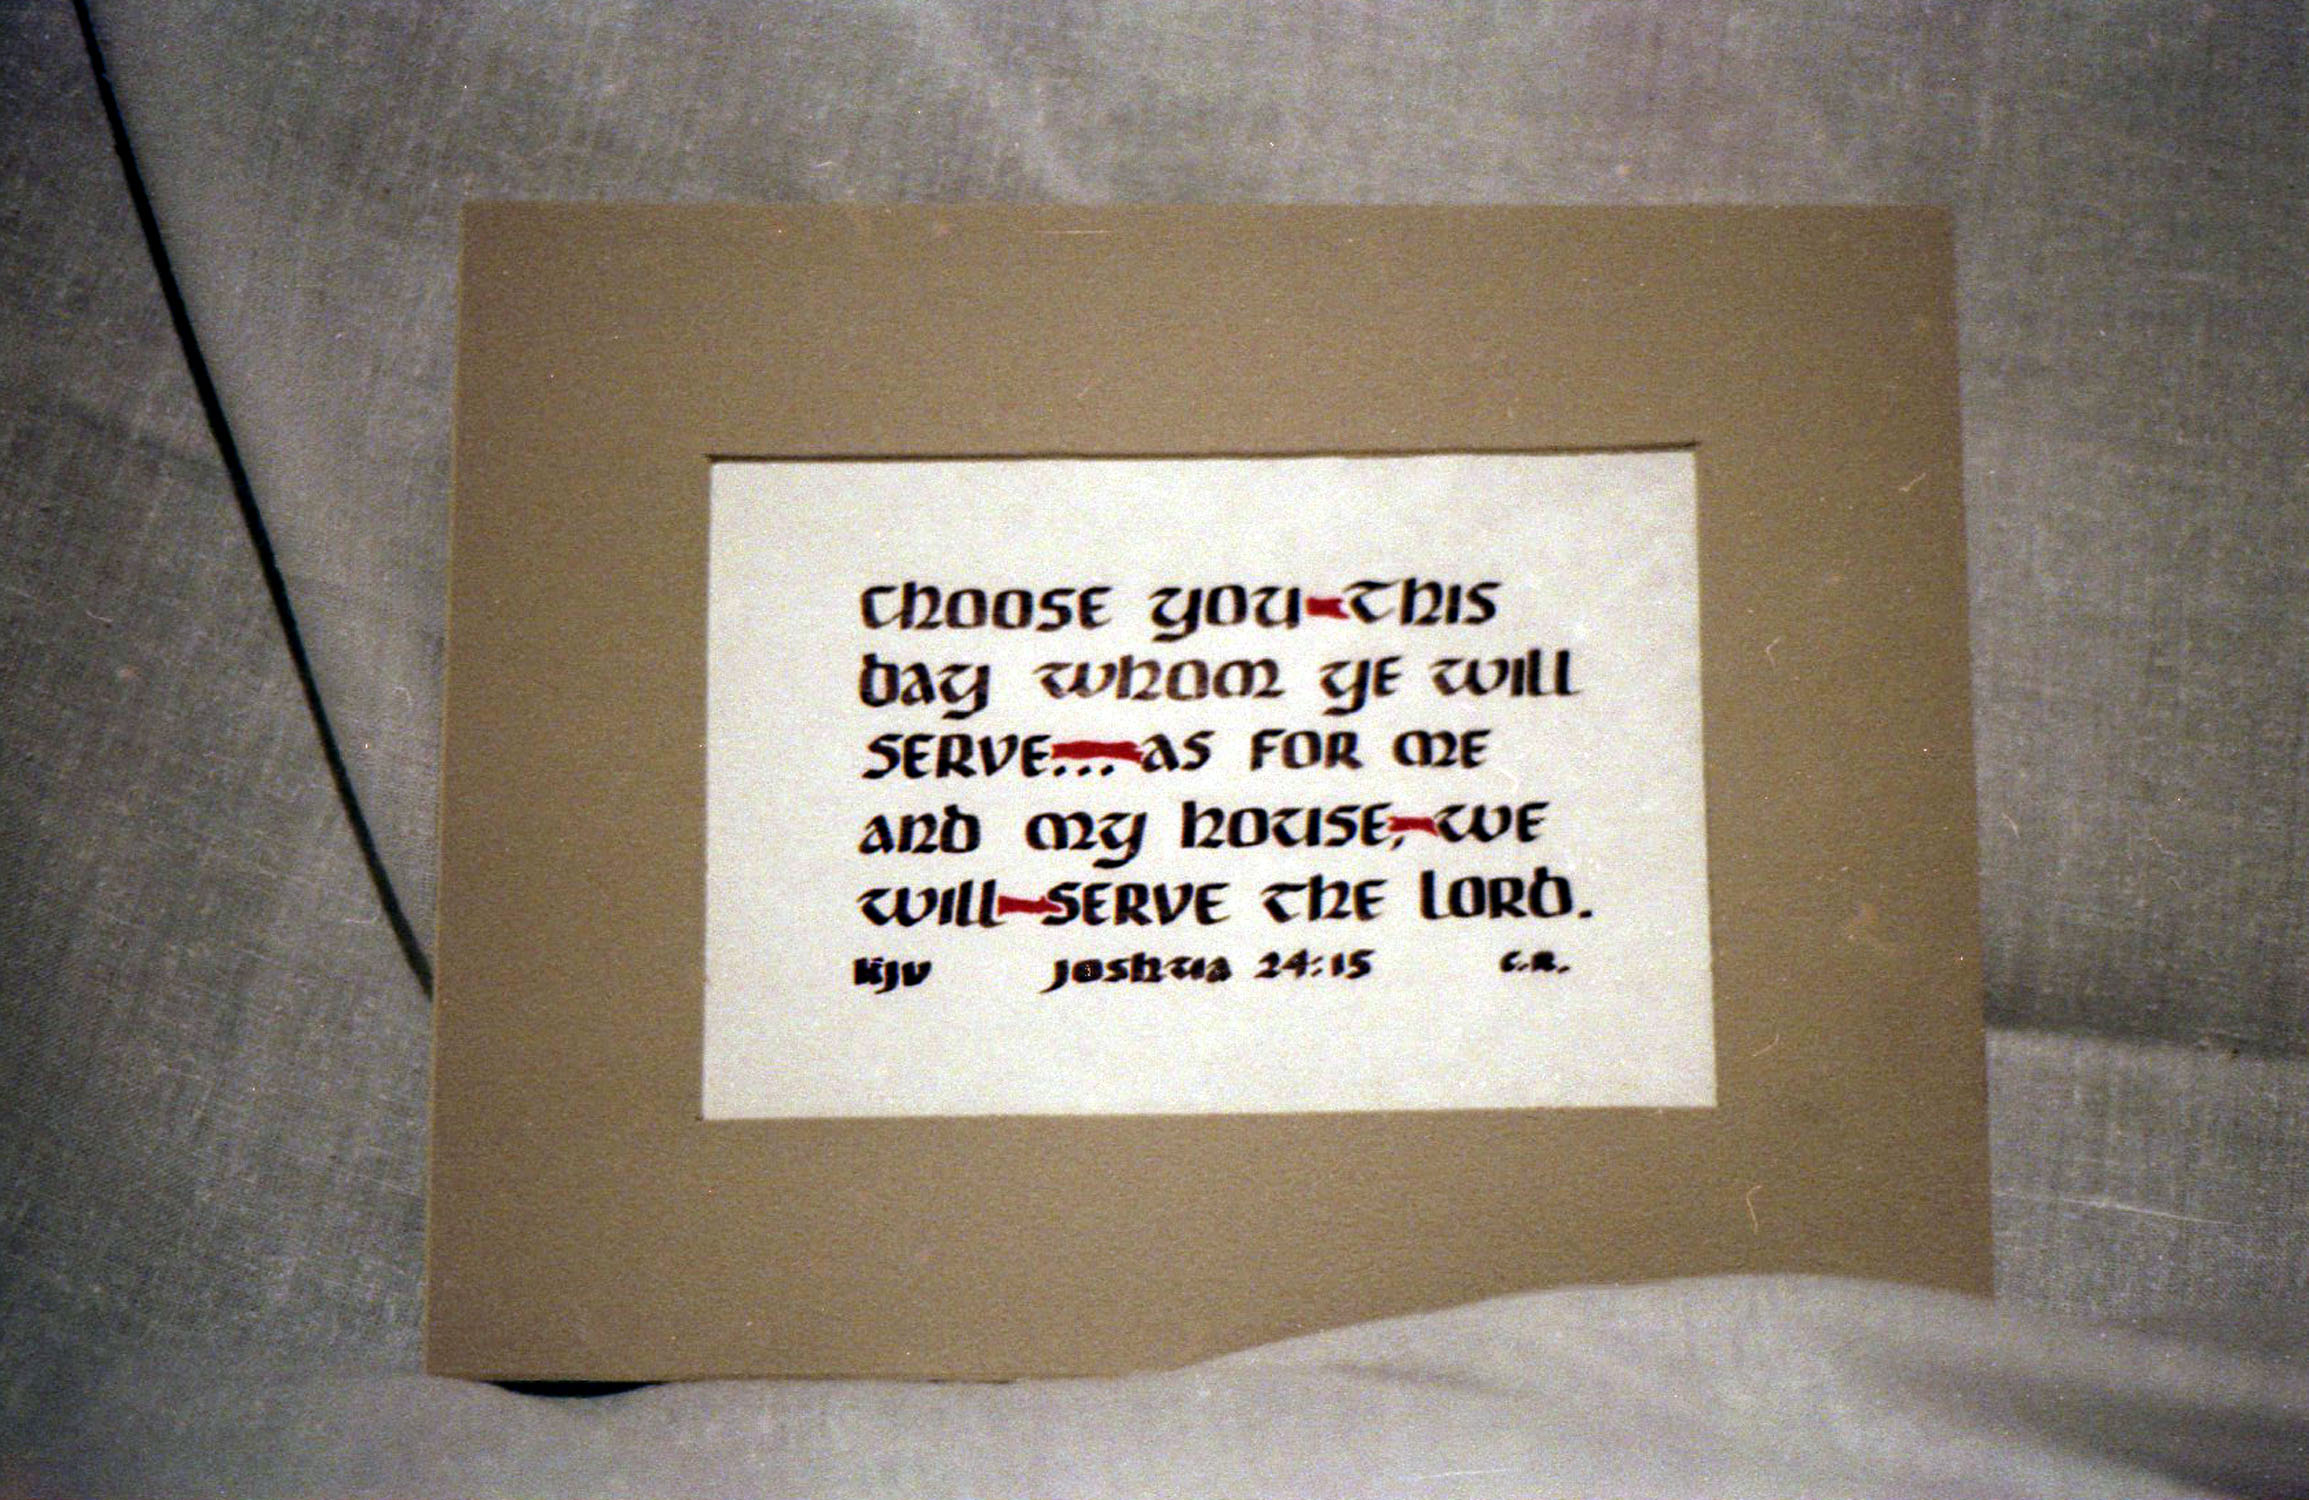 Choose you this
day whom ye will
serve... as for me
and my house, we
will serve the Lord.
KJV Joshua 24:15 C.R.